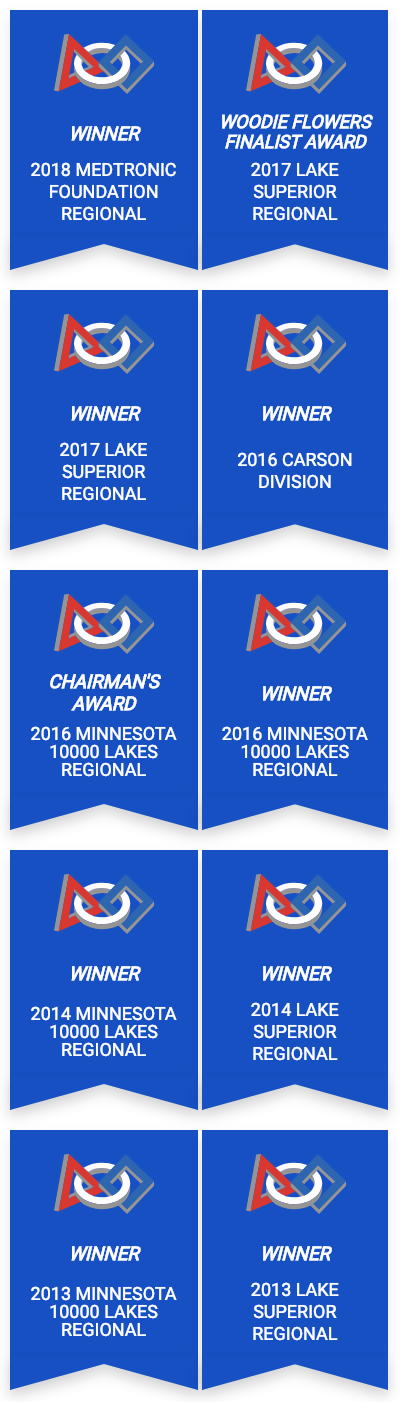 WINNER
2018 MEDTRONIC
FOUNDATION
REGIONAL
WOODIE FLOWERS
FINALIST AWARD
2017 LAKE
SUPERIOR
REGIONAL
WINNER
2017 LAKE
SUPERIOR
REGIONAL
WINNER
2016 CARSON
DIVISION
CHAIRMAN'S
AWARD
2016 MINNESOTA
10000 LAKES
REGIONAL
WINNER
2016 MINNESOTA
10000 LAKES
REGIONAL
WINNER
2014 MINNESOTA
10000 LAKES
REGIONAL
WINNER
2014 LAKE
SUPERIOR
REGIONAL
WINNER
2013 MINNESOTA
10000 LAKES
REGIONAL
WINNER
2013 LAKE
SUPERIOR
REGIONAL